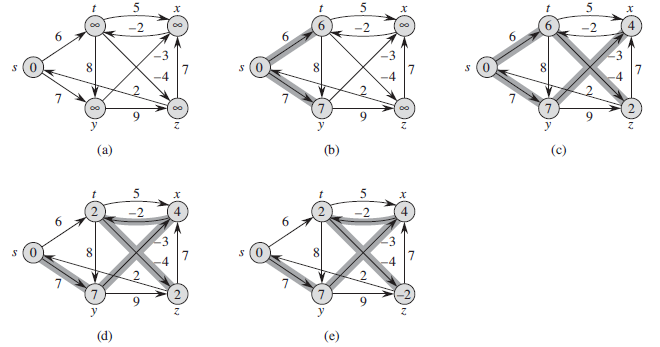 t 5 x
∞ −2 ∞
6 −3
s 0 8 −4 7
7 2
∞ 9 ∞
y z
(a)
t 5 x
6 −2 ∞
6 −3
s 0 8 −4 7
7 2
7 9 ∞
y z
(b)
t 5 x
6 −2 4
6 −3
s 0 8 −4 7
7 2
7 9 2
y z
(c)
t 5 x
2 −2 4
6 −3
s 0 8 −4 7
7 2
7 9 2
y z
(d)
t 5 x
2 −2 4
6 −3
s 0 8 −4 7
7 2
7 9 −2
y z
(e)